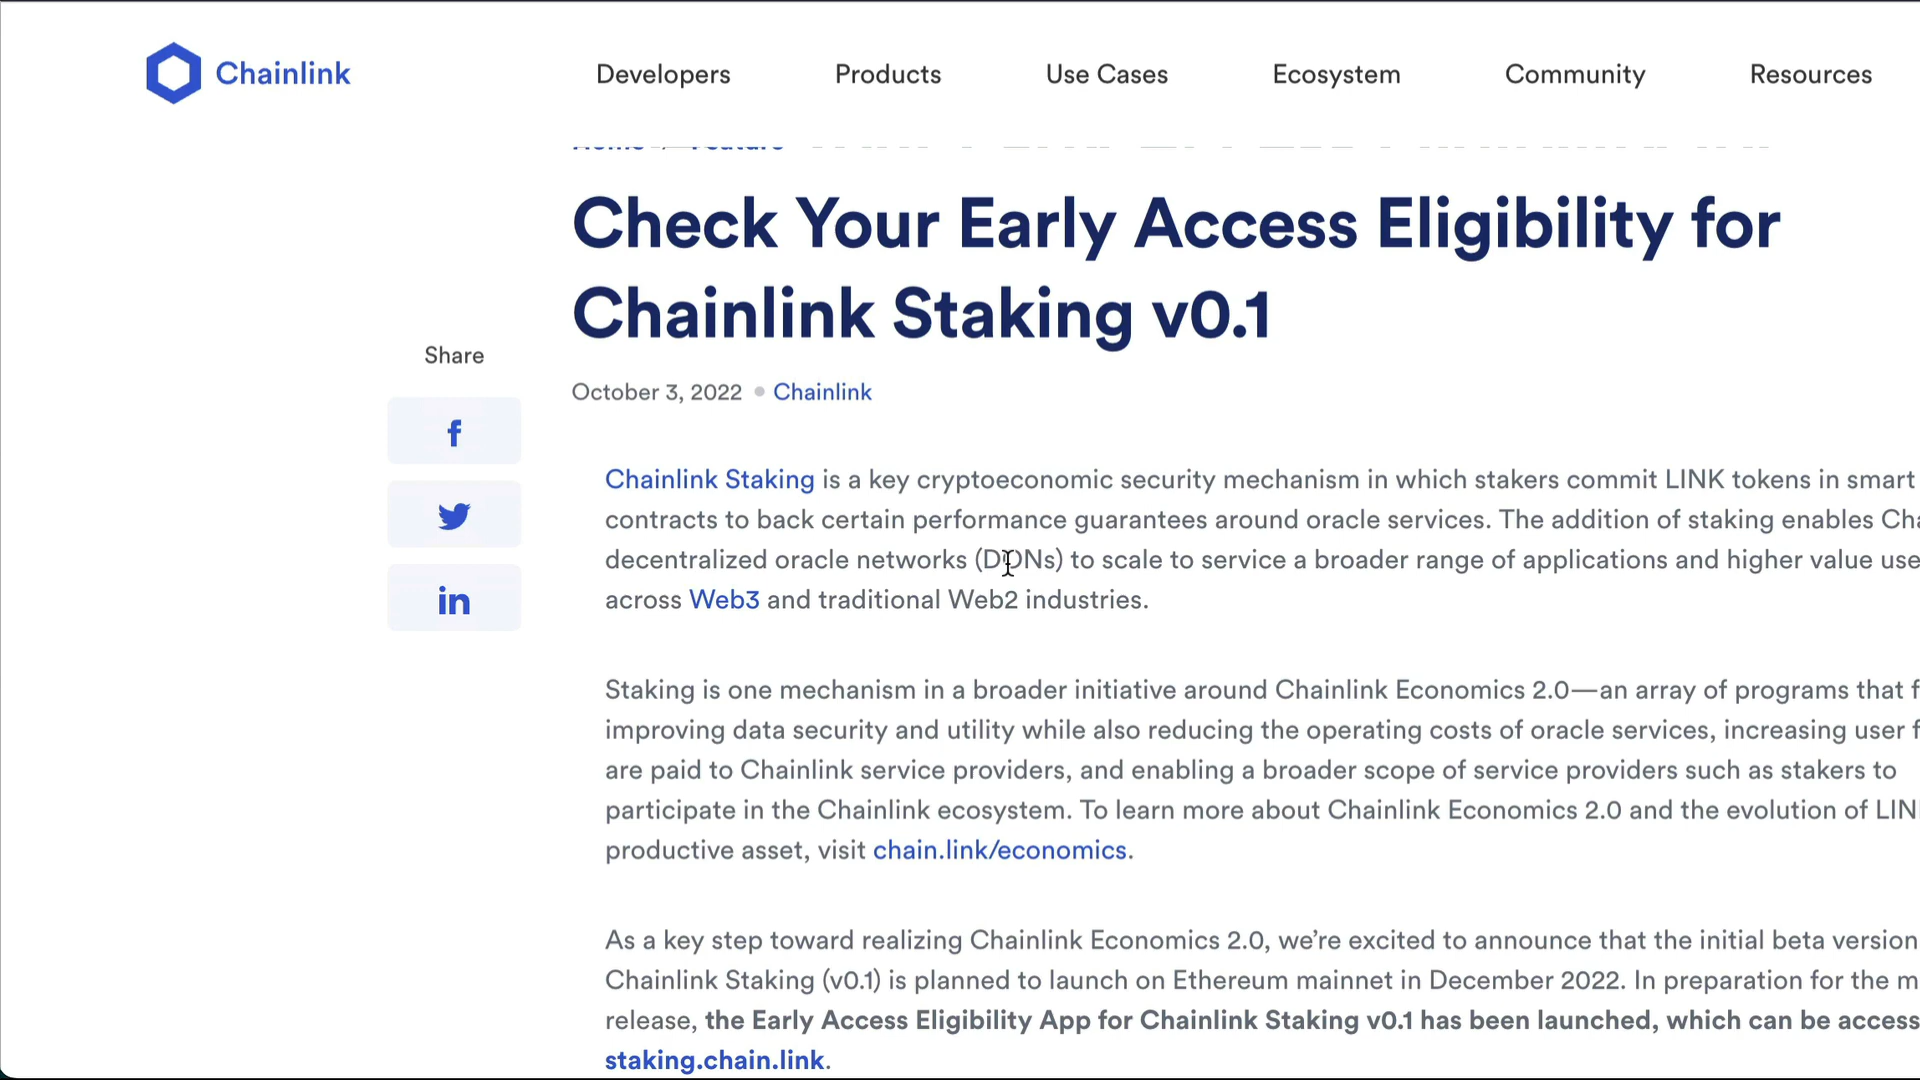 Chainlink
Developers
Products
Use Cases
Ecosystem
Community
Resources
Check Your Early Access Eligibility for
Chainlink Staking v0.1
October 3, 2022 • Chainlink
Share
f
in
Chainlink Staking is a key cryptoeconomic security mechanism in which stakers commit LINK tokens in smart
contracts to back certain performance guarantees around oracle services. The addition of staking enables
decentralized oracle networks (DONs) to scale to service a broader range of applications and higher value use
across Web3 and traditional Web2 industries.
Staking is one mechanism in a broader initiative around Chainlink Economics 2.0—an array of programs that
improving data security and utility while also reducing the operating costs of oracle services, increasing user
are paid to Chainlink service providers, and enabling a broader scope of service providers such as stakers to
participate in the Chainlink ecosystem. To learn more about Chainlink Economics 2.0 and the evolution of
productive asset, visit chain.link/economics.
As a key step toward realizing Chainlink Economics 2.0, we're excited to announce that the initial beta version
Chainlink Staking (v0.1) is planned to launch on Ethereum mainnet in December 2022. In preparation for the
release, the Early Access Eligibility App for Chainlink Staking v0.1 has been launched, which can be
staking.chain.link.